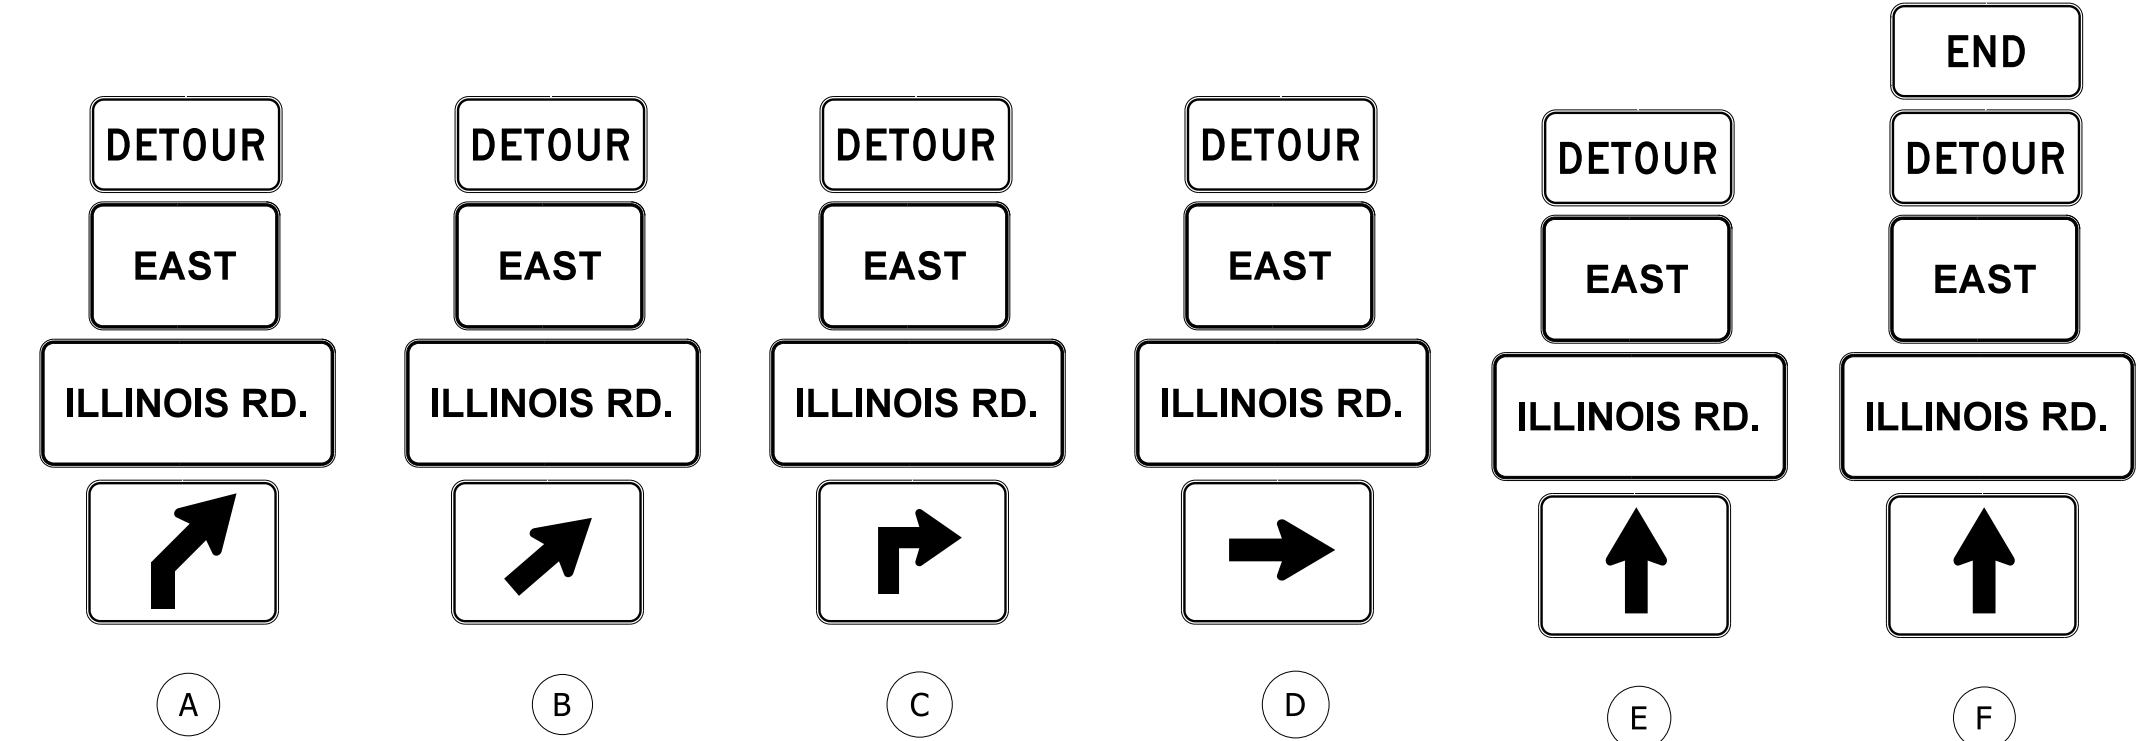 DETOUR
EAST
ILLINOIS RD.
A
DETOUR
EAST
ILLINOIS RD.
B
DETOUR
EAST
ILLINOIS RD.
C
DETOUR
EAST
ILLINOIS RD.
D
DETOUR
EAST
ILLINOIS RD.
E
END
DETOUR
EAST
ILLINOIS RD.
F